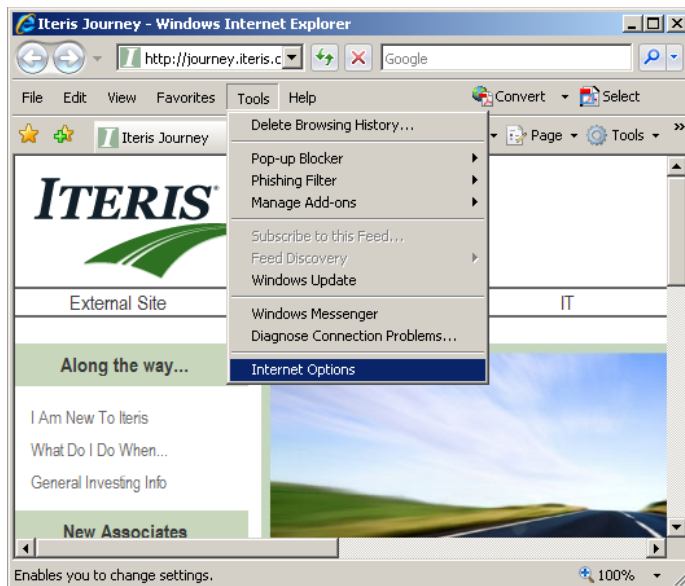 Iteris Journey - Windows Internet Explorer
http://journey.iteris.c
Google
File Edit View Favorites Tools Help Convert Select
Iteris Journey Page Tools »
Delete Browsing History...
Pop-up Blocker
Phishing Filter
Manage Add-ons
Subscribe to this Feed...
Feed Discovery
Windows Update
Windows Messenger
Diagnose Connection Problems...
Internet Options
ITERIS
External Site IT
Along the way...
I Am New To Iteris
What Do I Do When...
General Investing Info
New Associates
Enables you to change settings. 100%